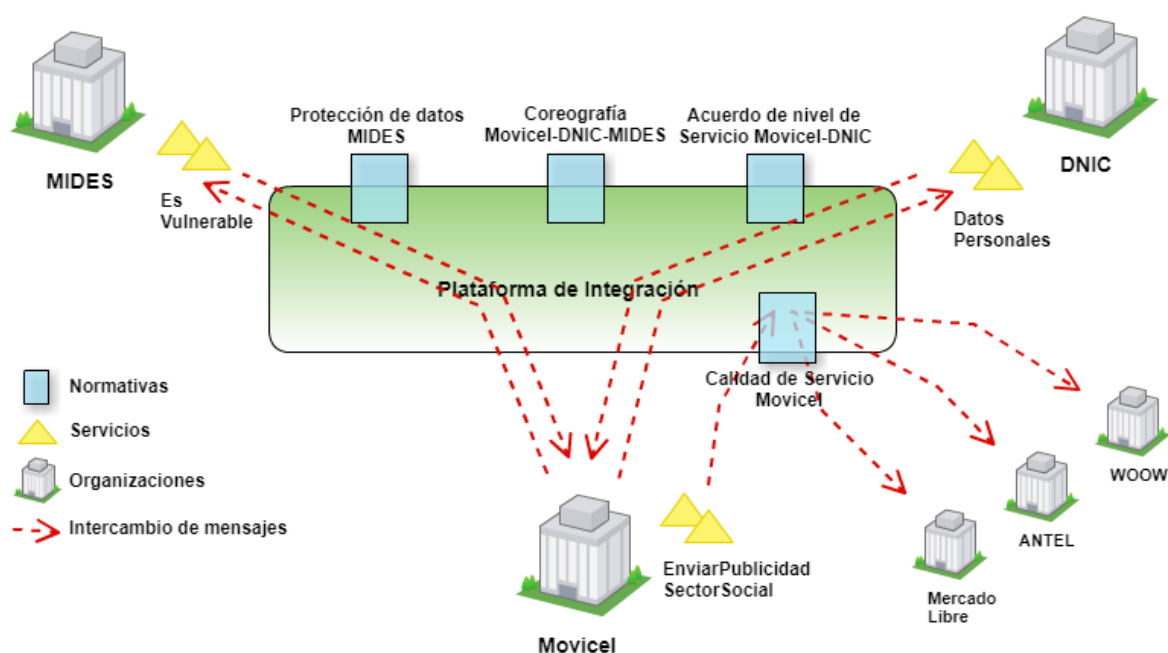 Protección de datos
MIDES
Coreografía
Movicel-DNIC-MIDES
Acuerdo de nivel de
Servicio Movicel-DNIC
MIDES
DNIC
Es
Vulnerable
Datos
Personales
Plataforma de Integración
Calidad de Servicio
Movicel
Normativas
Servicios
Organizaciones
Intercambio de mensajes
WOOW
ANTEL
EnviarPublicidad
SectorSocial
Mercado
Libre
Movicel